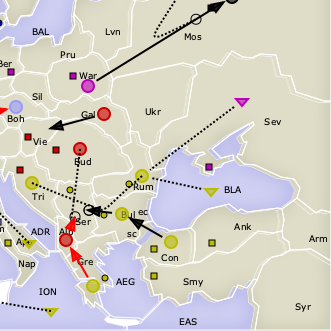 BAL
Lvn
Mos
Pru
Ber
War
Sil
Boh
Gal
Ukr
Vie
Sev
Bud
Tri
Rum
BLA
Bul ec
Ser
sc
Ank
ADR
Alb
Arm
Nap
Gre
Con
AEG
Smy
ION
Syr
EAS